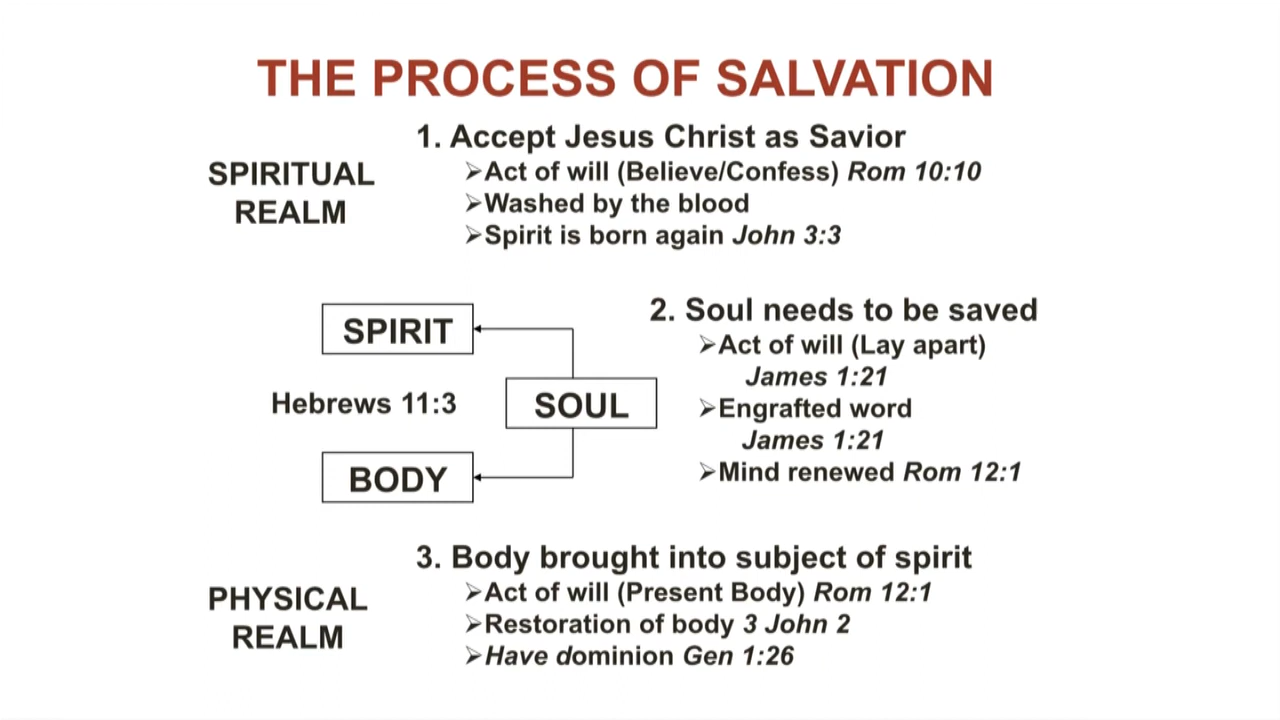 THE PROCESS OF SALVATION
SPIRITUAL
REALM
1. Accept Jesus Christ as Savior
➢Act of will (Believe/Confess) Rom 10:10
➢Washed by the blood
➢Spirit is born again John 3:3
SPIRIT
Hebrews 11:3
SOUL
BODY
2. Soul needs to be saved
➢Act of will (Lay apart)
James 1:21
➢Engrafted word
James 1:21
➢Mind renewed Rom 12:1
PHYSICAL
REALM
3. Body brought into subject of spirit
➢Act of will (Present Body) Rom 12:1
➢Restoration of body 3 John 2
➢Have dominion Gen 1:26